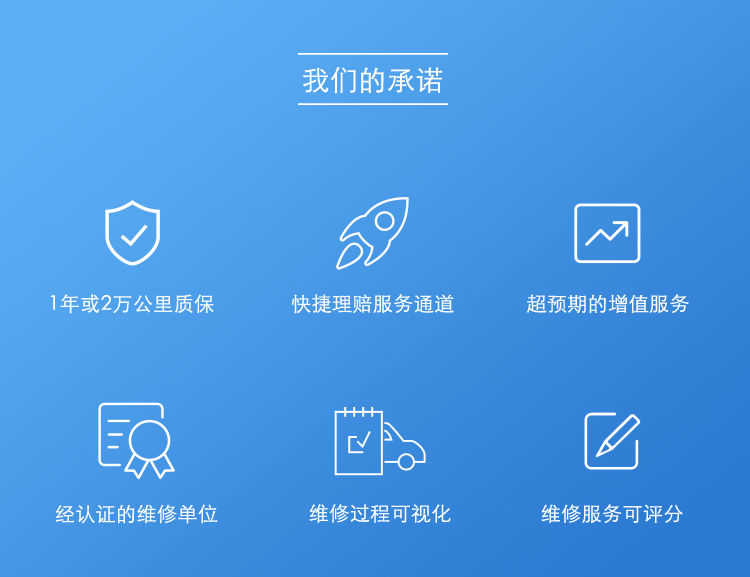 我们的承诺
1年或2万公里质保
快捷理赔服务通道
超预期的增值服务
经认证的维修单位
维修过程可视化
维修服务可评分